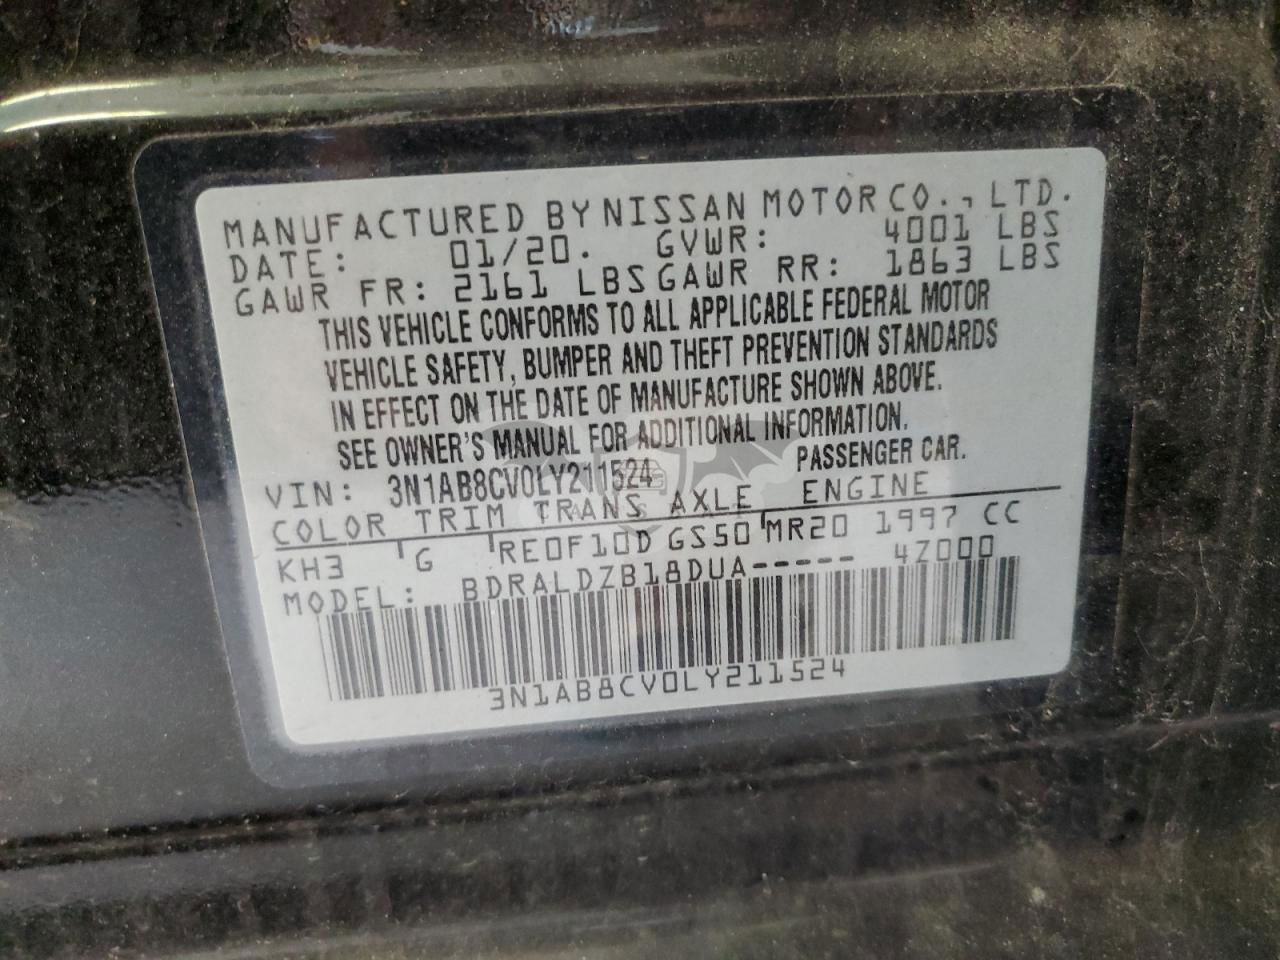 MANUFACTURED BY NISSAN MOTOR CO., LTD.
DATE: 01/20. GVWR: 4001 LBS
GAWR FR: 2161 LBS GAWR RR: 1863 LBS
THIS VEHICLE CONFORMS TO ALL APPLICABLE FEDERAL MOTOR
VEHICLE SAFETY, BUMPER AND THEFT PREVENTION STANDARDS
IN EFFECT ON THE DATE OF MANUFACTURE SHOWN ABOVE.
SEE OWNER'S MANUAL FOR ADDITIONAL INFORMATION.
VIN: 3N1AB8CV0LY211524 PASSENGER CAR.
COLOR TRIM TRANS AXLE ENGINE
KH3 G RE0F10D GS50 MR20 1997 CC
MODEL: BDRALDZB18DUA----- 4Z000
3N1AB8CV0LY211524